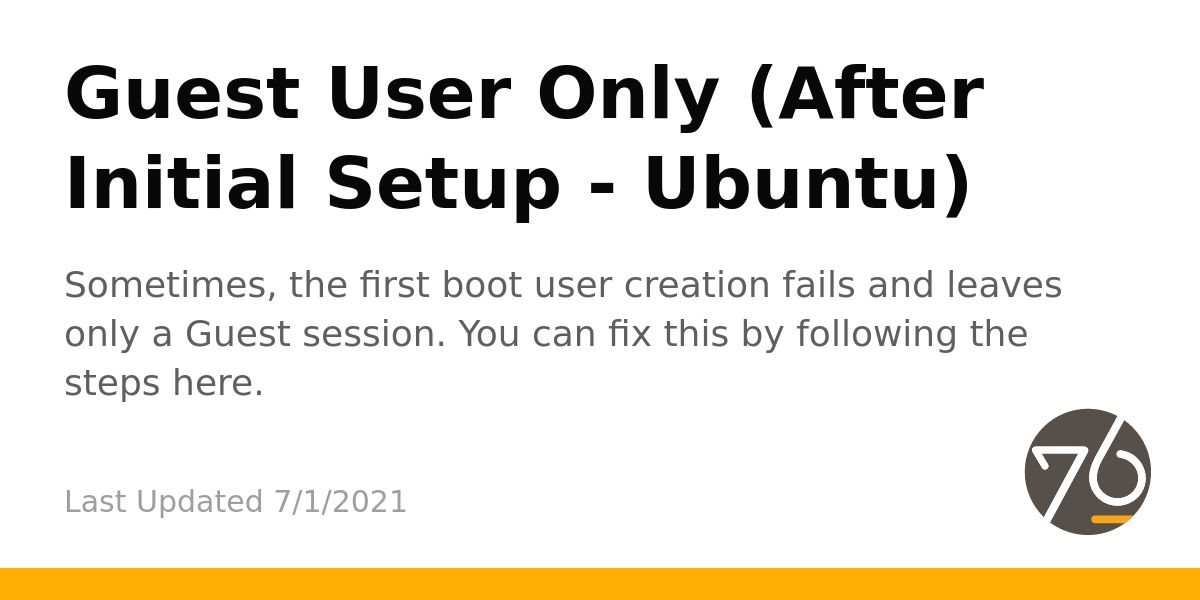 Guest User Only (After
Initial Setup - Ubuntu)
Sometimes, the first boot user creation fails and leaves
only a Guest session. You can fix this by following the
steps here.
Last Updated 7/1/2021
76